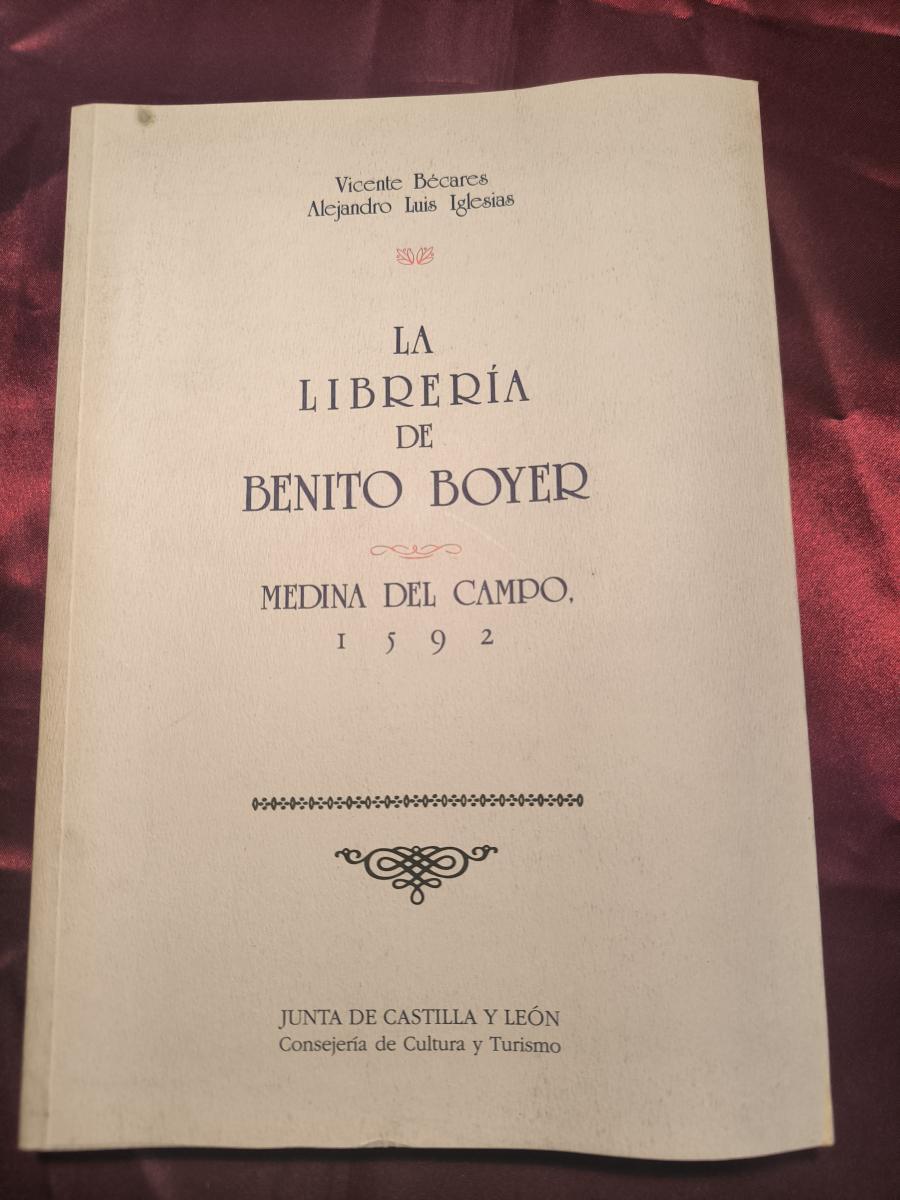 Vicente Bécares
Alejandro Luis Iglesias
LA
LIBRERÍA
DE
BENITO BOYER
MEDINA DEL CAMPO,
1592
JUNTA DE CASTILLA Y LEÓN
Consejería de Cultura y Turismo